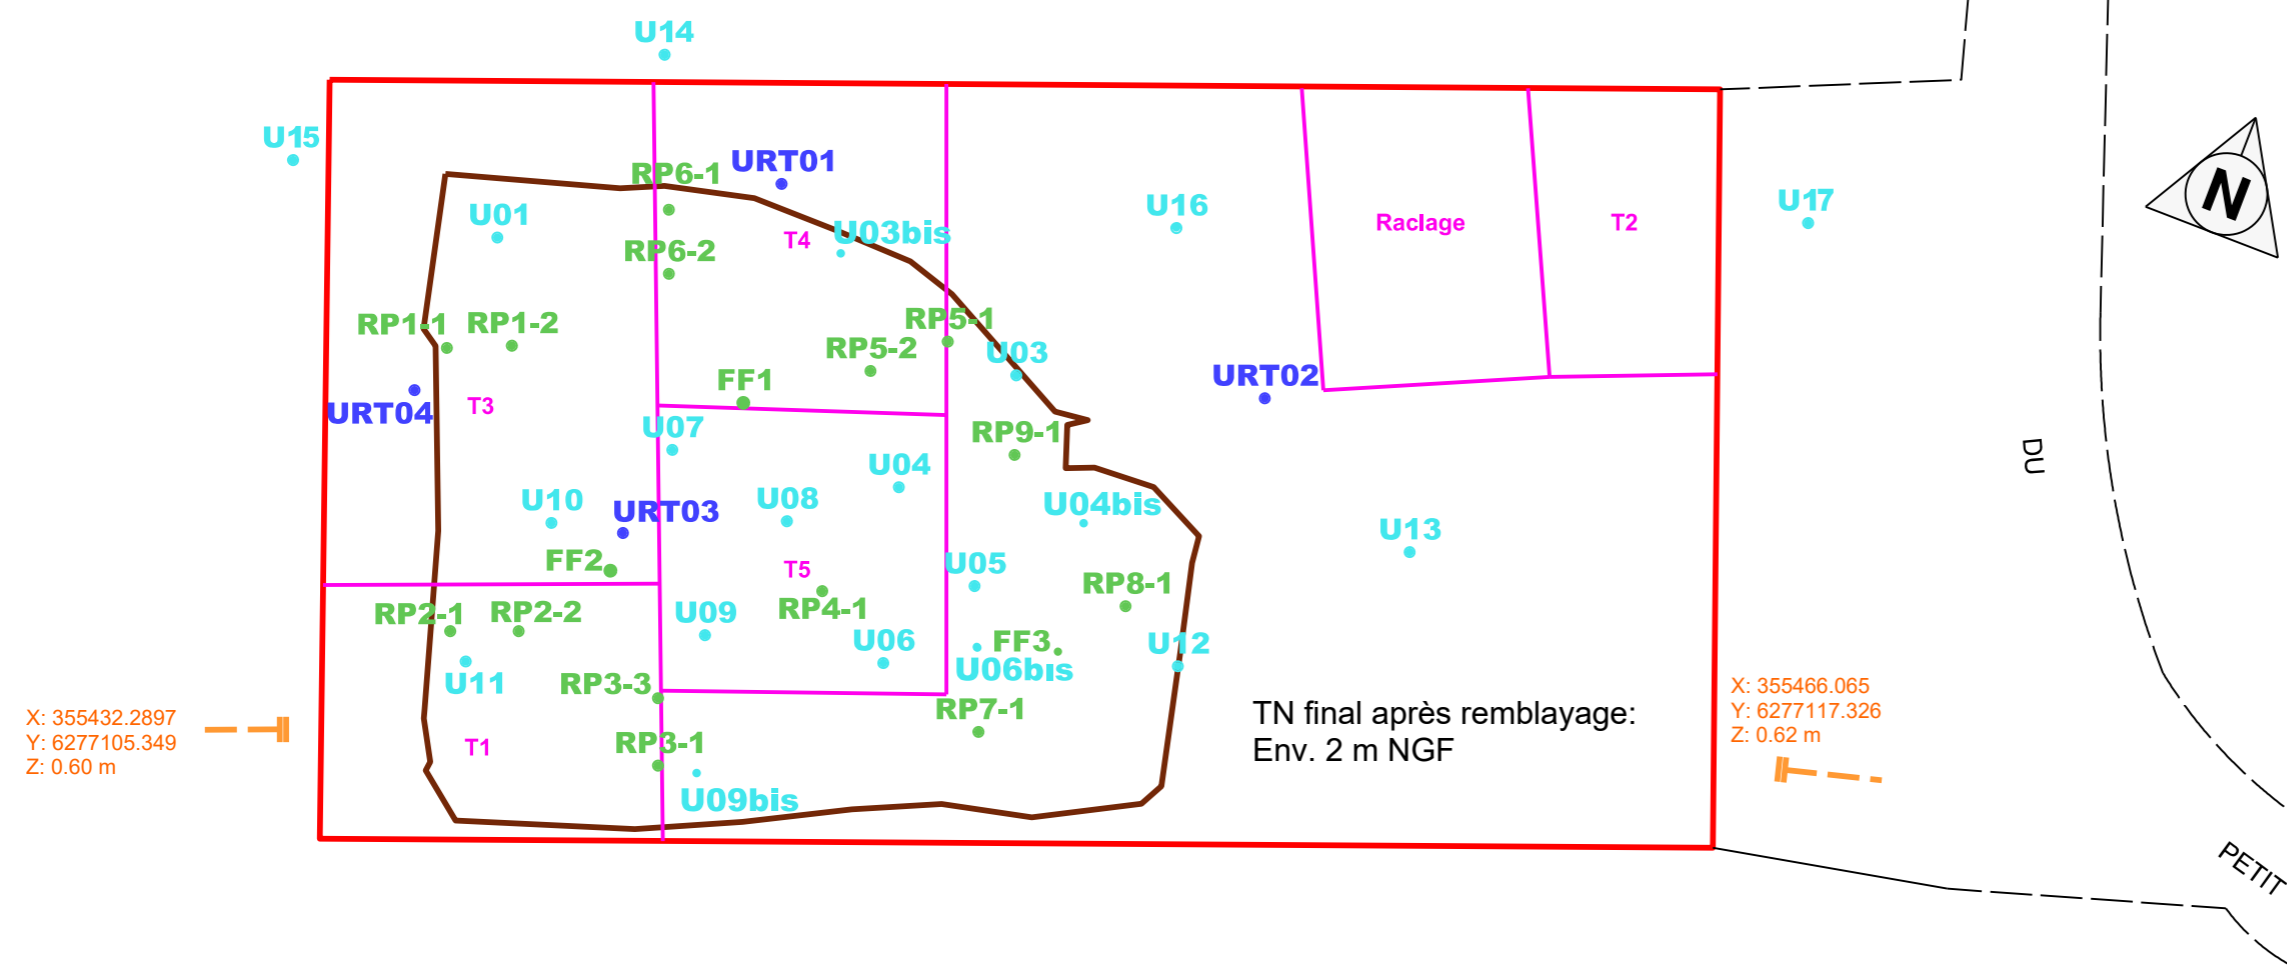 U14
U15
URT01
RP6-1
U01
U03bis
T4
RP6-2
U16
Raclage
T2
U17
N
RP1-1
RP1-2
RP5-1
RP5-2
U03
FF1
URT02
URT04
T3
U07
RP9-1
U04
DU
U10
URT03
U08
U04bis
U13
FF2
T5
U05
RP8-1
RP2-1
RP2-2
U09
RP4-1
U06
FF3
U12
U06bis
U11
RP3-3
RP7-1
T1
RP3-1
U09bis
X: 355432.2897
Y: 6277105.349
Z: 0.60 m
TN final après remblayage:
Env. 2 m NGF
X: 355466.065
Y: 6277117.326
Z: 0.62 m
PETIT